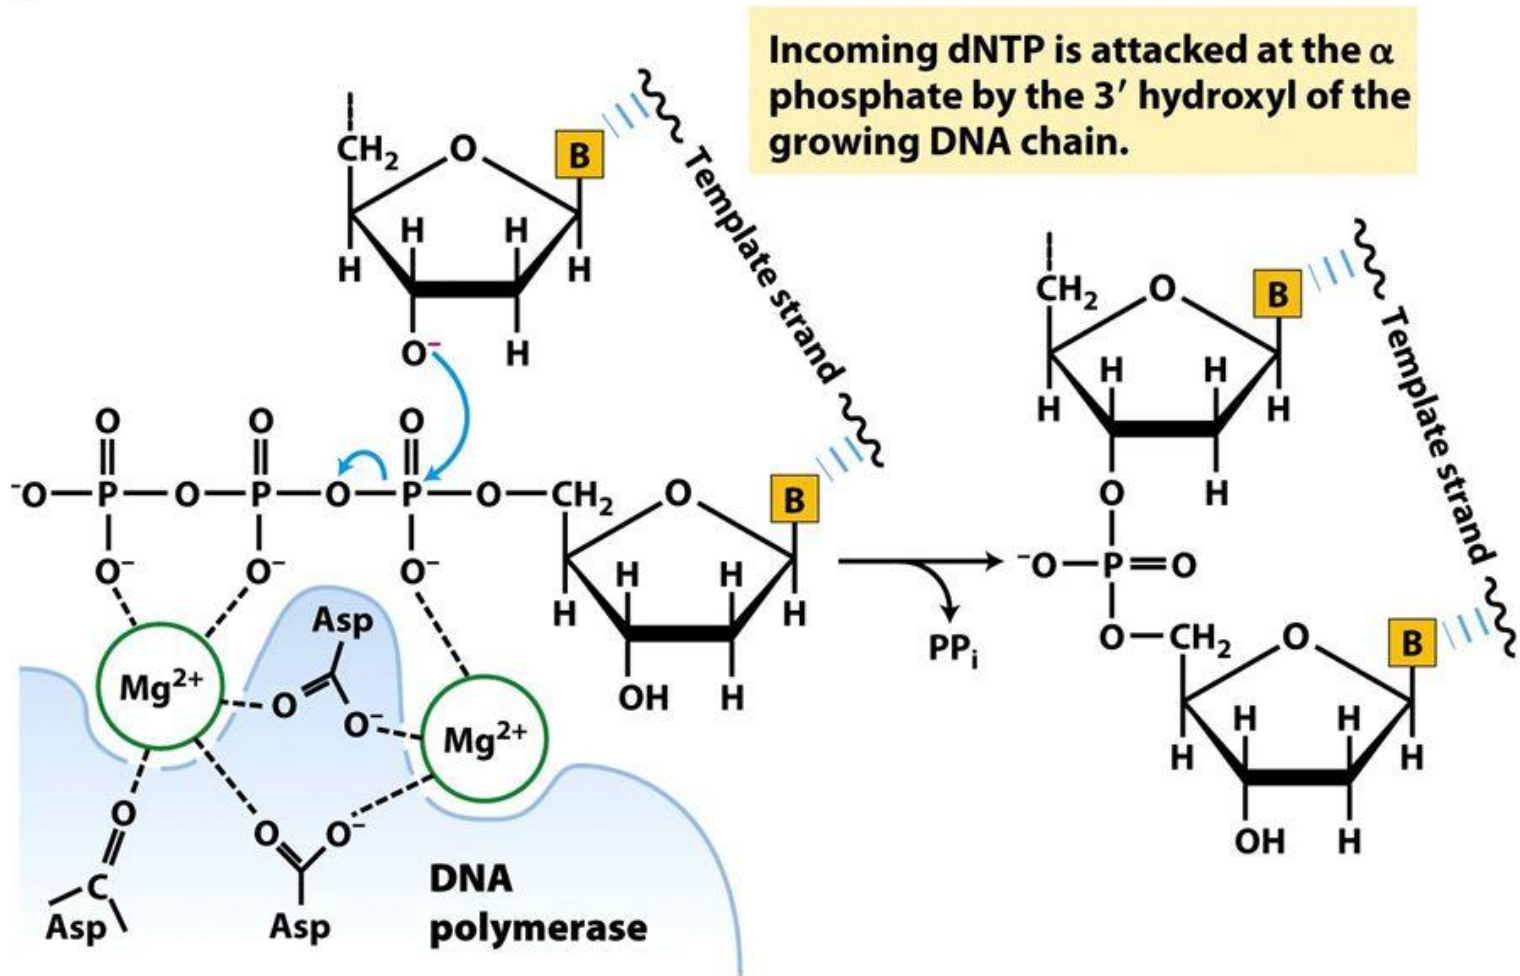 Incoming dNTP is attacked at the α
phosphate by the 3′ hydroxyl of the
growing DNA chain.
CH₂ O B
H H H H
O⁻ H
Template strand
O O O
⁻O P O P O P O CH₂ O B
O⁻ O⁻ O⁻
H H H H
OH H
Mg²⁺
Asp
O O⁻
Mg²⁺
O
C
Asp
O O⁻
Asp
DNA
polymerase
PPᵢ
CH₂ O B
H H H H
O H
Template strand
⁻O P O
O CH₂ O B
H H H H
OH H